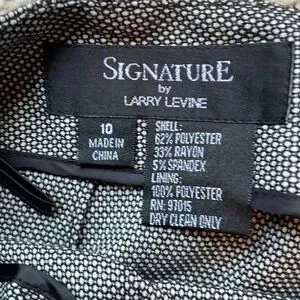 SIGNATURE
by
LARRY LEVINE
10
MADE IN
CHINA
SHELL:
62% POLYESTER
33% RAYON
5% SPANDEX
LINING:
100% POLYESTER
RN: 97015
DRY CLEAN ONLY